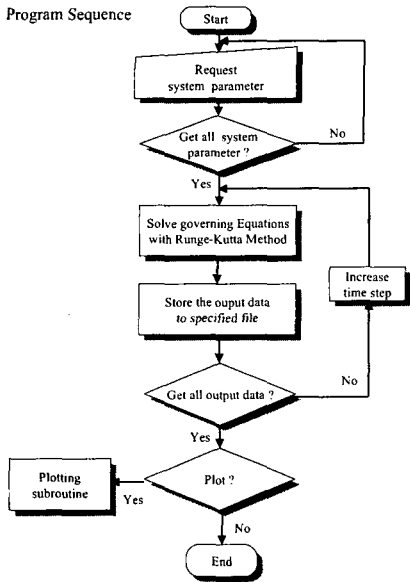 Program Sequence
Start
Request
system parameter
Get all system
parameter ?
No
Yes
Solve governing Equations
with Runge-Kutta Method
Increase
time step
Store the ouput data
to specified file
Get all output data ?
No
Yes
Plot ?
Plotting
subroutine
Yes
No
End